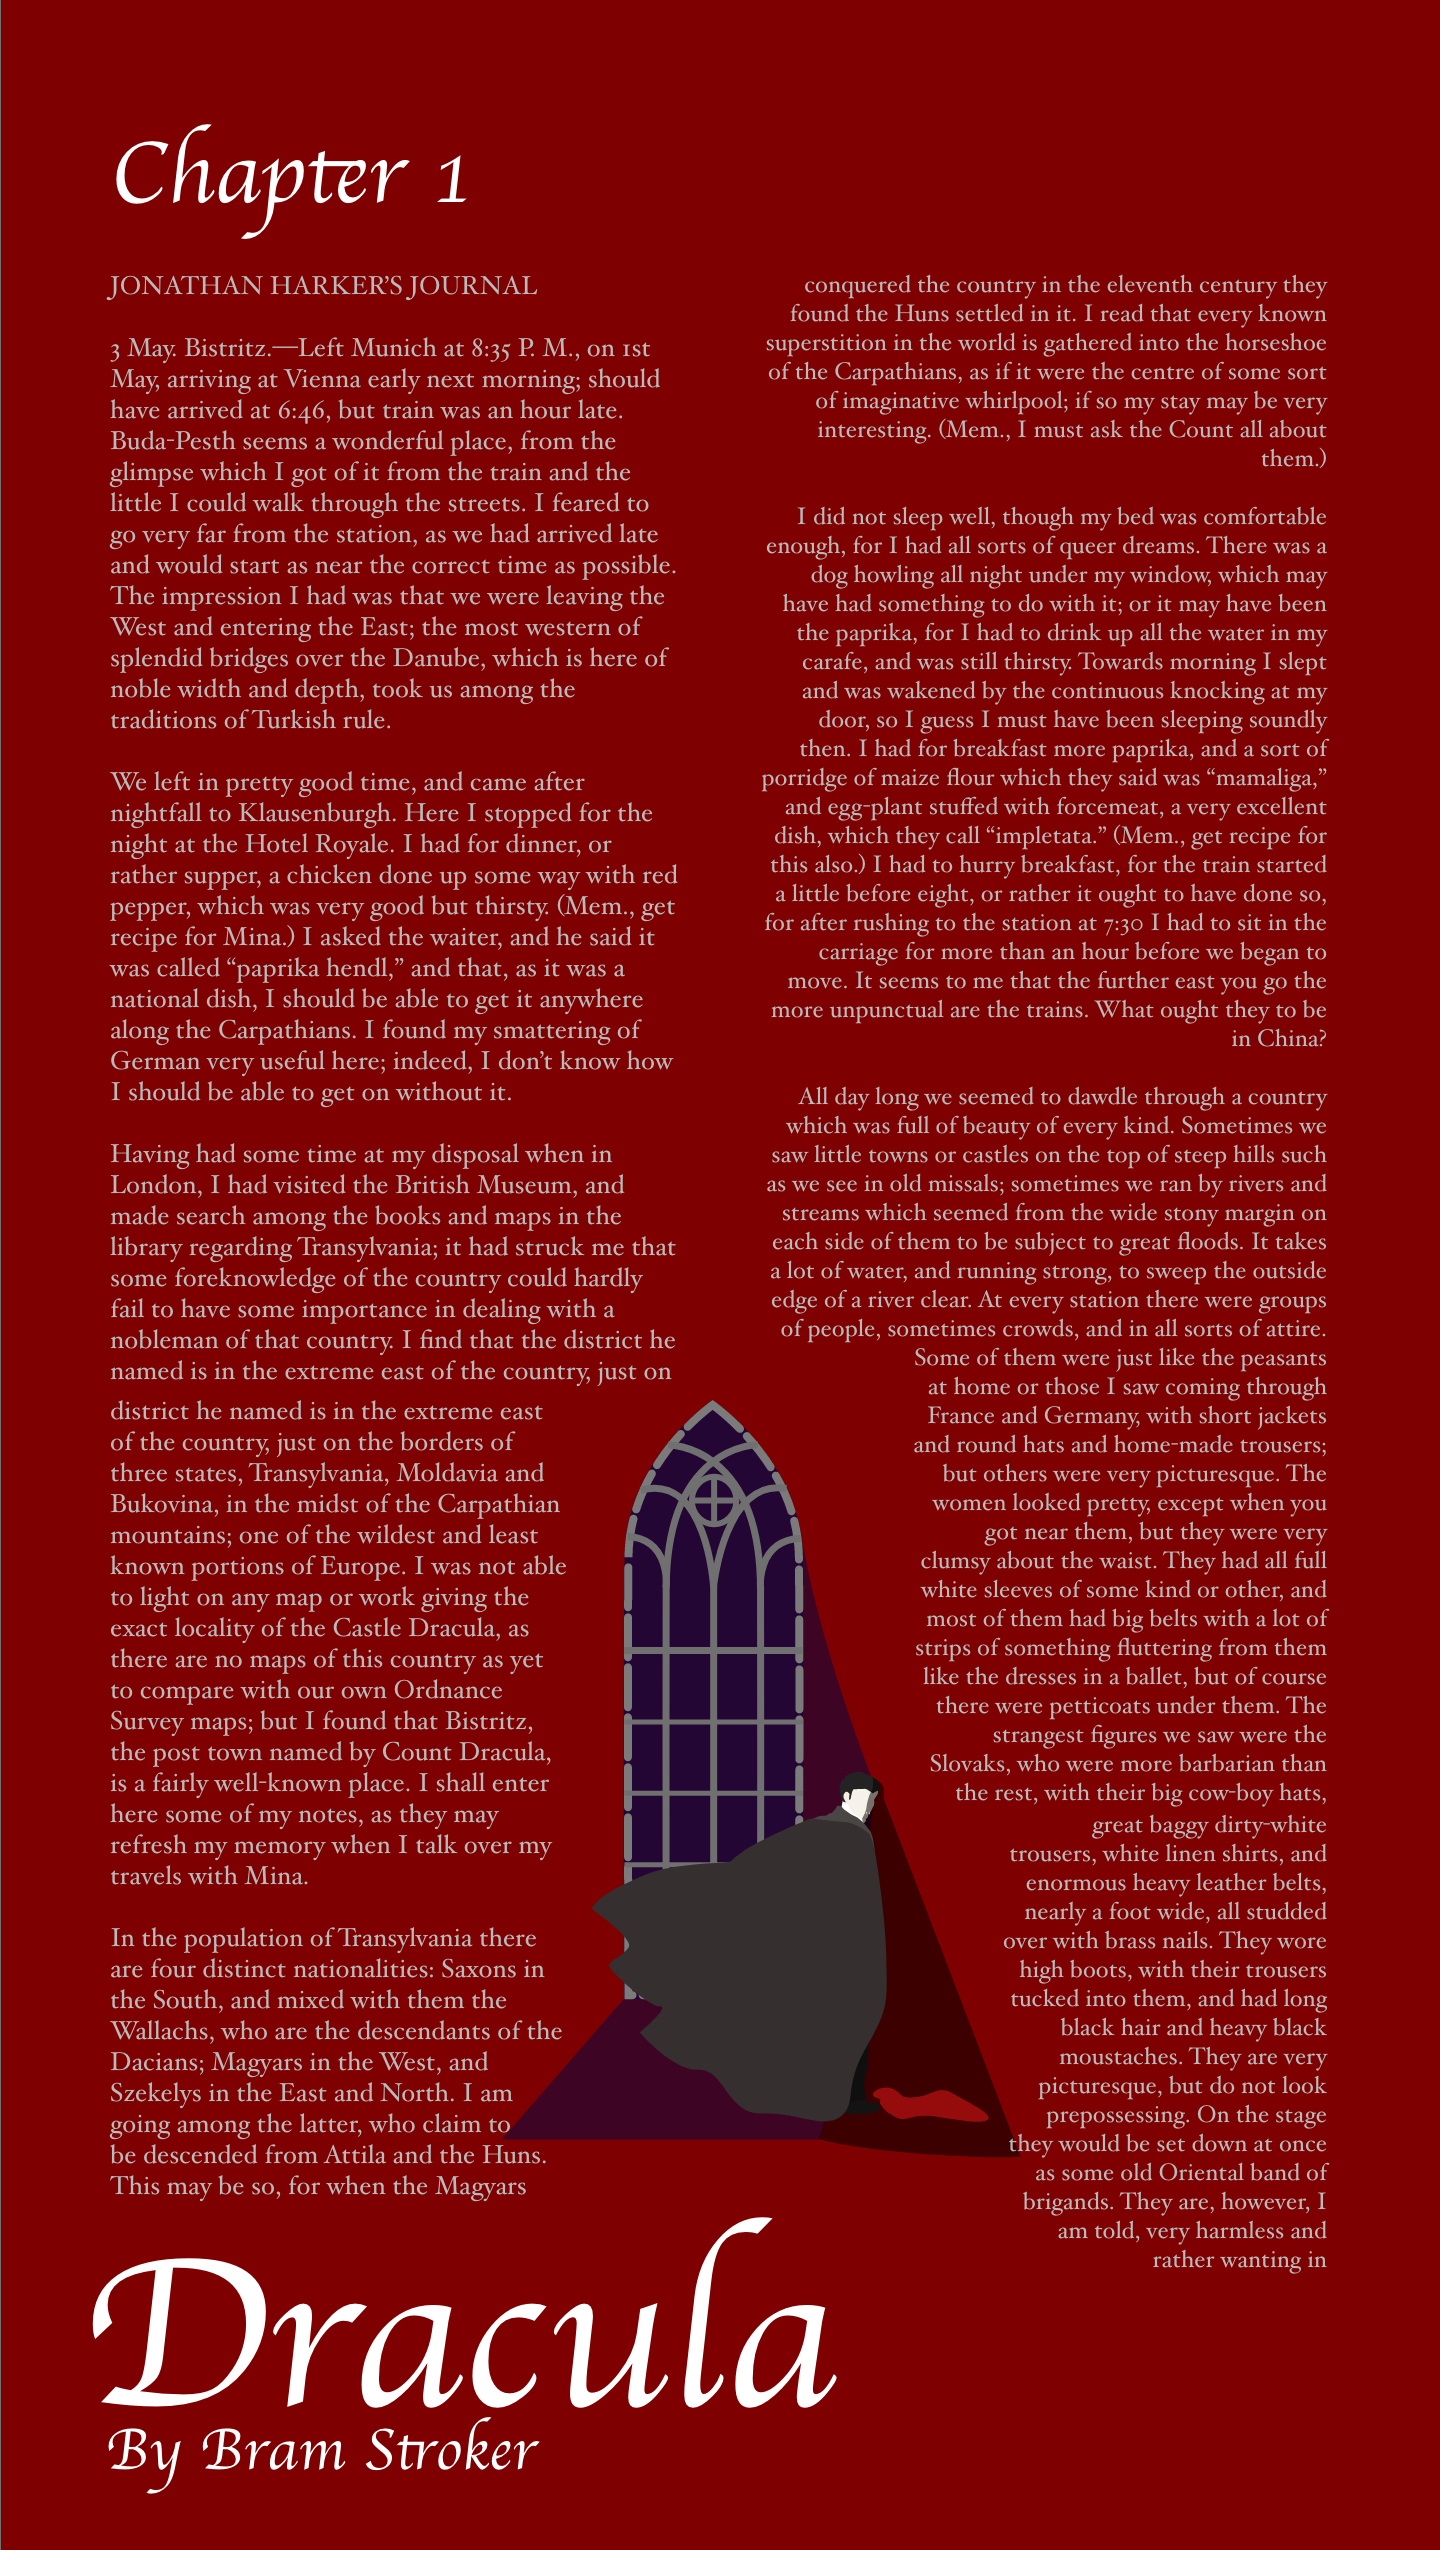 Chapter 1
JONATHAN HARKER’S JOURNAL
3 May. Bistritz.—Left Munich at 8:35 P. M., on 1st
May, arriving at Vienna early next morning; should
have arrived at 6:46, but train was an hour late.
Buda-Pesth seems a wonderful place, from the
glimpse which I got of it from the train and the
little I could walk through the streets. I feared to
go very far from the station, as we had arrived late
and would start as near the correct time as possible.
The impression I had was that we were leaving the
West and entering the East; the most western of
splendid bridges over the Danube, which is here of
noble width and depth, took us among the
traditions of Turkish rule.
We left in pretty good time, and came after
nightfall to Klausenburgh. Here I stopped for the
night at the Hotel Royale. I had for dinner, or
rather supper, a chicken done up some way with red
pepper, which was very good but thirsty. (Mem., get
recipe for Mina.) I asked the waiter, and he said it
was called “paprika hendl,” and that, as it was a
national dish, I should be able to get it anywhere
along the Carpathians. I found my smattering of
German very useful here; indeed, I don’t know how
I should be able to get on without it.
Having had some time at my disposal when in
London, I had visited the British Museum, and
made search among the books and maps in the
library regarding Transylvania; it had struck me that
some foreknowledge of the country could hardly
fail to have some importance in dealing with a
nobleman of that country. I find that the district he
named is in the extreme east of the country, just on
district he named is in the extreme east
of the country, just on the borders of
three states, Transylvania, Moldavia and
Bukovina, in the midst of the Carpathian
mountains; one of the wildest and least
known portions of Europe. I was not able
to light on any map or work giving the
exact locality of the Castle Dracula, as
there are no maps of this country as yet
to compare with our own Ordnance
Survey maps; but I found that Bistritz,
the post town named by Count Dracula,
is a fairly well-known place. I shall enter
here some of my notes, as they may
refresh my memory when I talk over my
travels with Mina.
In the population of Transylvania there
are four distinct nationalities: Saxons in
the South, and mixed with them the
Wallachs, who are the descendants of the
Dacians; Magyars in the West, and
Szekelys in the East and North. I am
going among the latter, who claim to
be descended from Attila and the Huns.
This may be so, for when the Magyars
conquered the country in the eleventh century they
found the Huns settled in it. I read that every known
superstition in the world is gathered into the horseshoe
of the Carpathians, as if it were the centre of some sort
of imaginative whirlpool; if so my stay may be very
interesting. (Mem., I must ask the Count all about
them.)
I did not sleep well, though my bed was comfortable
enough, for I had all sorts of queer dreams. There was a
dog howling all night under my window, which may
have had something to do with it; or it may have been
the paprika, for I had to drink up all the water in my
carafe, and was still thirsty. Towards morning I slept
and was wakened by the continuous knocking at my
door, so I guess I must have been sleeping soundly
then. I had for breakfast more paprika, and a sort of
porridge of maize flour which they said was “mamaliga,”
and egg-plant stuffed with forcemeat, a very excellent
dish, which they call “impletata.” (Mem., get recipe for
this also.) I had to hurry breakfast, for the train started
a little before eight, or rather it ought to have done so,
for after rushing to the station at 7:30 I had to sit in the
carriage for more than an hour before we began to
move. It seems to me that the further east you go the
more unpunctual are the trains. What ought they to be
in China?
All day long we seemed to dawdle through a country
which was full of beauty of every kind. Sometimes we
saw little towns or castles on the top of steep hills such
as we see in old missals; sometimes we ran by rivers and
streams which seemed from the wide stony margin on
each side of them to be subject to great floods. It takes
a lot of water, and running strong, to sweep the outside
edge of a river clear. At every station there were groups
of people, sometimes crowds, and in all sorts of attire.
Some of them were just like the peasants
at home or those I saw coming through
France and Germany, with short jackets
and round hats and home-made trousers;
but others were very picturesque. The
women looked pretty, except when you
got near them, but they were very
clumsy about the waist. They had all full
white sleeves of some kind or other, and
most of them had big belts with a lot of
strips of something fluttering from them
like the dresses in a ballet, but of course
there were petticoats under them. The
strangest figures we saw were the
Slovaks, who were more barbarian than
the rest, with their big cow-boy hats,
great baggy dirty-white
trousers, white linen shirts, and
enormous heavy leather belts,
nearly a foot wide, all studded
over with brass nails. They wore
high boots, with their trousers
tucked into them, and had long
black hair and heavy black
moustaches. They are very
picturesque, but do not look
prepossessing. On the stage
they would be set down at once
as some old Oriental band of
brigands. They are, however, I
am told, very harmless and
rather wanting in
Dracula
By Bram Stroker